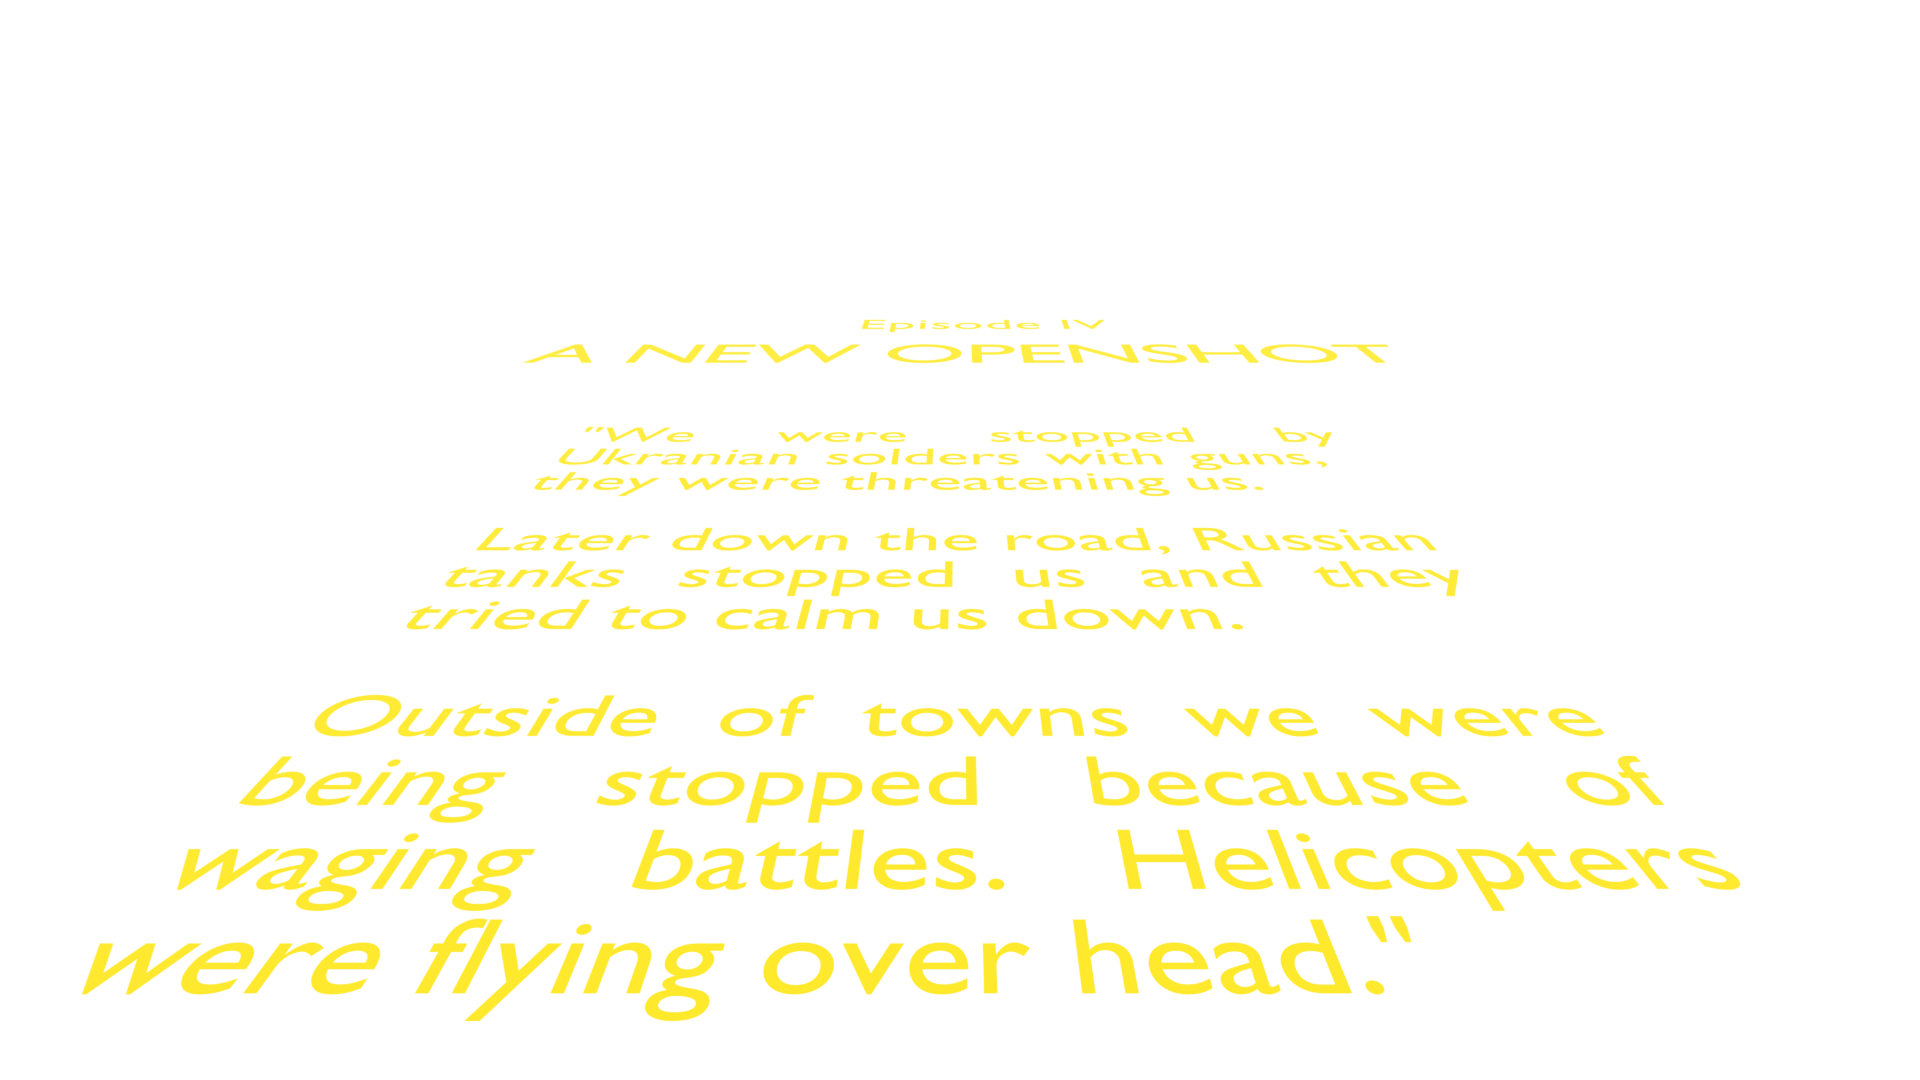 Episode IV
A NEW OPENSHOT
"We were stopped by
Ukranian solders with guns,
they were threatening us.
Later down the road, Russian
tanks stopped us and they
tried to calm us down.
Outside of towns we were
being stopped because of
waging battles. Helicopters
were flying over head."